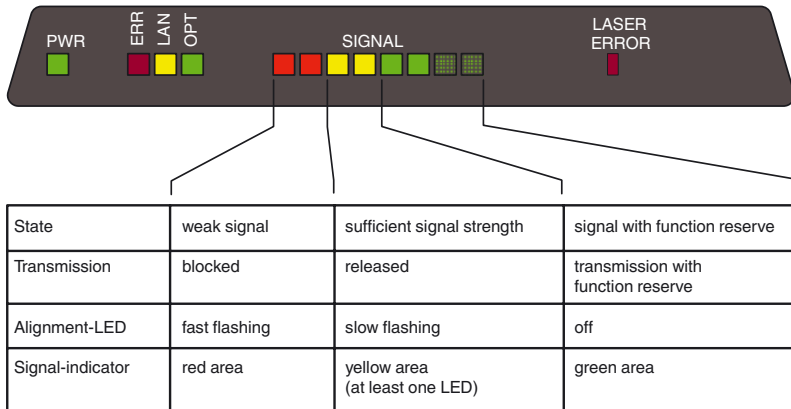 PWR
ERR
LAN
OPT
SIGNAL
LASER
ERROR
State
weak signal
sufficient signal strength
signal with function reserve
Transmission
blocked
released
transmission with
function reserve
Alignment-LED
fast flashing
slow flashing
off
Signal-indicator
red area
yellow area
(at least one LED)
green area